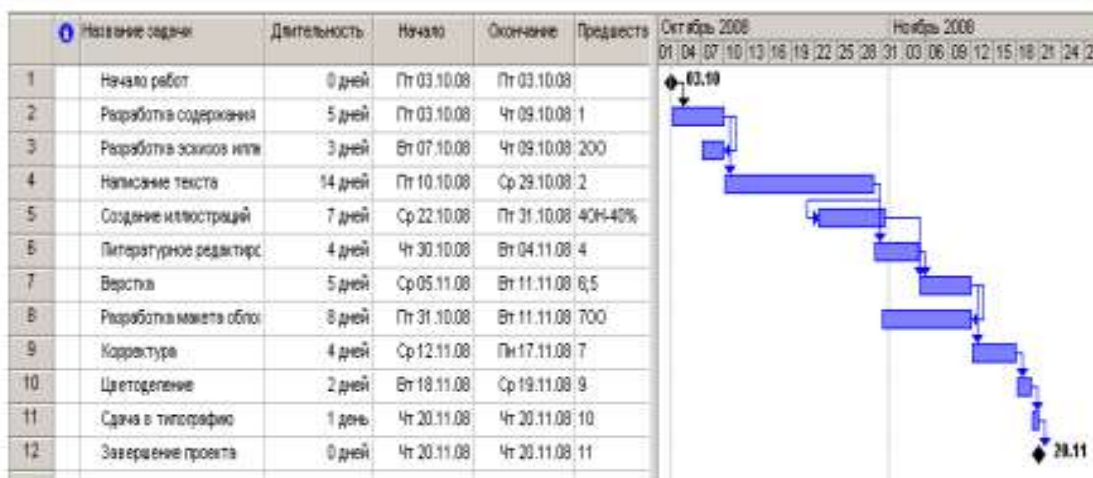 Название задачи Длительность Начало Окончание Предшеств Октябрь 2008 Ноябрь 2008
01 04 07 10 13 16 19 22 25 28 31 03 06 09 12 15 18 21 24 2
1 Начало работ 0 дней Пт 03.10.08 Пт 03.10.08 03.10
2 Разработка содержания 5 дней Пт 03.10.08 Чт 09.10.08 1
3 Разработка эскизов иллю 3 дней Вт 07.10.08 Чт 09.10.08 2ОО
4 Написание текста 14 дней Пт 10.10.08 Ср 29.10.08 2
5 Создание иллюстраций 7 дней Ср 22.10.08 Пт 31.10.08 4ОН-40%
6 Литературное редактирс 4 дней Чт 30.10.08 Вт 04.11.08 4
7 Верстка 5 дней Ср 05.11.08 Вт 11.11.08 6;5
8 Разработка макета облож 8 дней Пт 31.10.08 Вт 11.11.08 7ОО
9 Корректура 4 дней Ср 12.11.08 Пн 17.11.08 7
10 Цветоделение 2 дней Вт 18.11.08 Ср 19.11.08 9
11 Сдача в типографию 1 день Чт 20.11.08 Чт 20.11.08 10
12 Завершение проекта 0 дней Чт 20.11.08 Чт 20.11.08 11 20.11